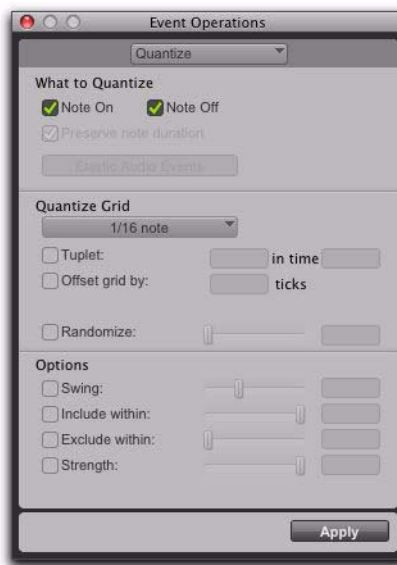 Event Operations
Quantize
What to Quantize
Note On Note Off
Preserve note duration
Elastic Audio Events
Quantize Grid
1/16 note
Tuplet: in time
Offset grid by: ticks
Randomize:
Options
Swing:
Include within:
Exclude within:
Strength:
Apply